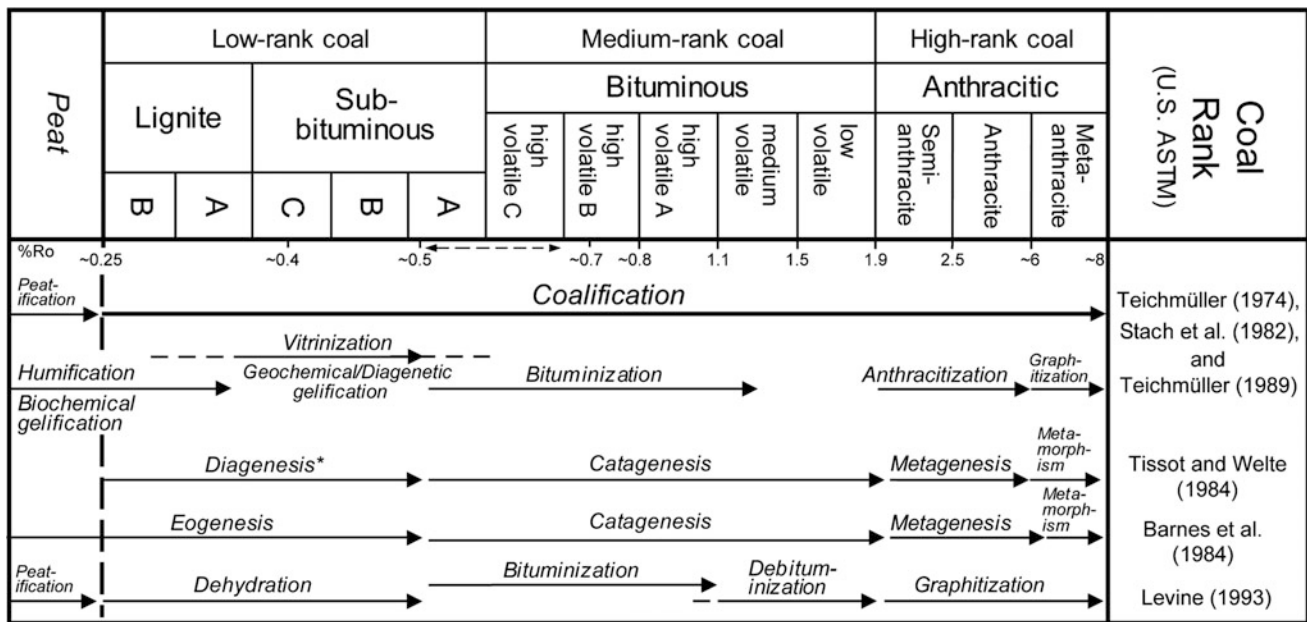 Peat
Low-rank coal
Medium-rank coal
High-rank coal
Coal
Rank
(U.S. ASTM)
Lignite
Sub-
bituminous
Bituminous
Anthracitic
B
A
C
B
A
high
volatile C
high
volatile B
high
volatile A
medium
volatile
low
volatile
Semi-
anthracite
Anthracite
Meta-
anthracite
%Ro
~0.25
~0.4
~0.5
~0.7
~0.8
1.1
1.5
1.9
2.5
~6
~8
Peat-
ification
Coalification
Teichmüller (1974),
Stach et al. (1982),
and
Teichmüller (1989)
Vitrinization
Humification
Geochemical/Diagenetic
gelification
Bituminization
Anthracitization
Graph-
itization
Biochemical
gelification
Diagenesis*
Catagenesis
Metagenesis
Meta-
morph-
ism
Tissot and Welte
(1984)
Eogenesis
Catagenesis
Metagenesis
Meta-
morph-
ism
Barnes et al.
(1984)
Peat-
ification
Dehydration
Bituminization
Debitum-
inization
Graphitization
Levine (1993)